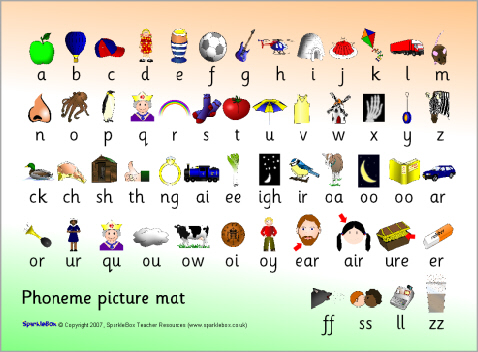 a b c d e f g h i j k l m
n o p q r s t u v w x y z
ck ch sh th ng ai ee igh ir ca oo oo ar
or ur qu ou ow oi oy ear air ure er
Phoneme picture mat
ff ss ll zz
SparkleBox © Copyright 2007, SparkleBox Teacher Resources (www.sparklebox.co.uk)